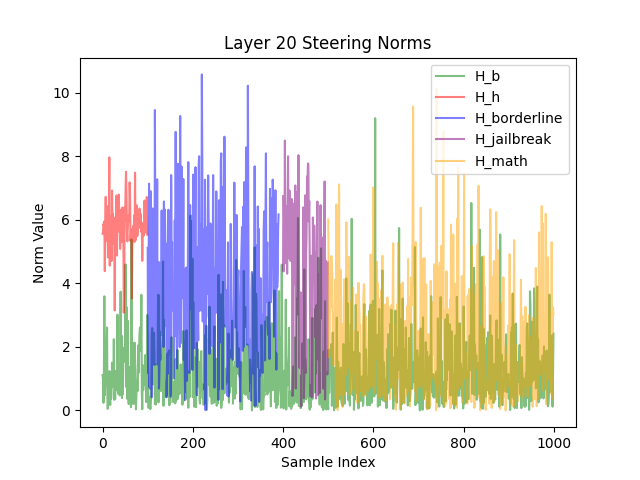 Layer 20 Steering Norms
H_b
H_h
H_borderline
H_jailbreak
H_math
Norm Value
10
8
6
4
2
0
0 200 400 600 800 1000
Sample Index